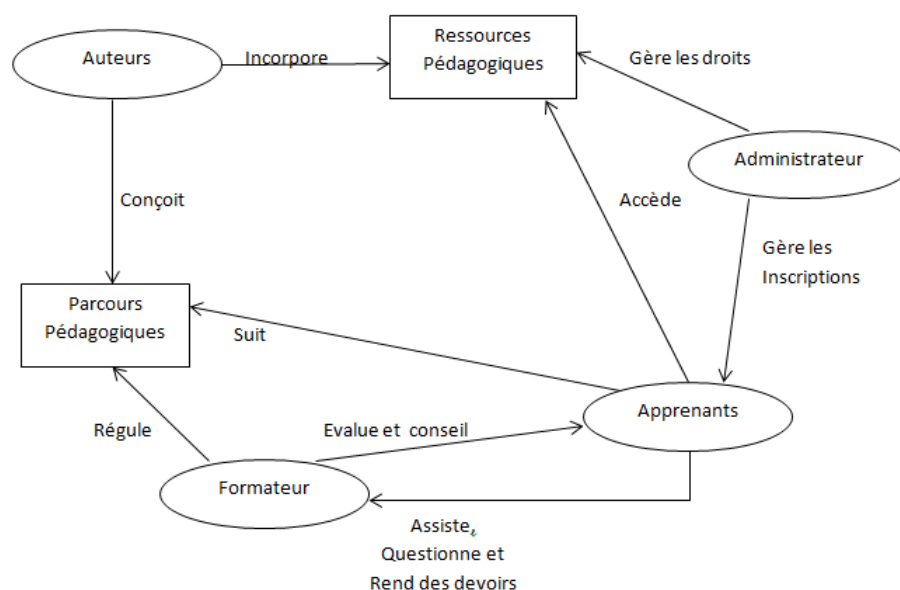 Auteurs
Incorpore
Ressources
Pédagogiques
Gère les droits
Administrateur
Conçoit
Accède
Gère les
Inscriptions
Parcours
Pédagogiques
Suit
Régule
Evalue et  conseil
Apprenants
Formateur
Assiste,
Questionne et
Rend des devoirs